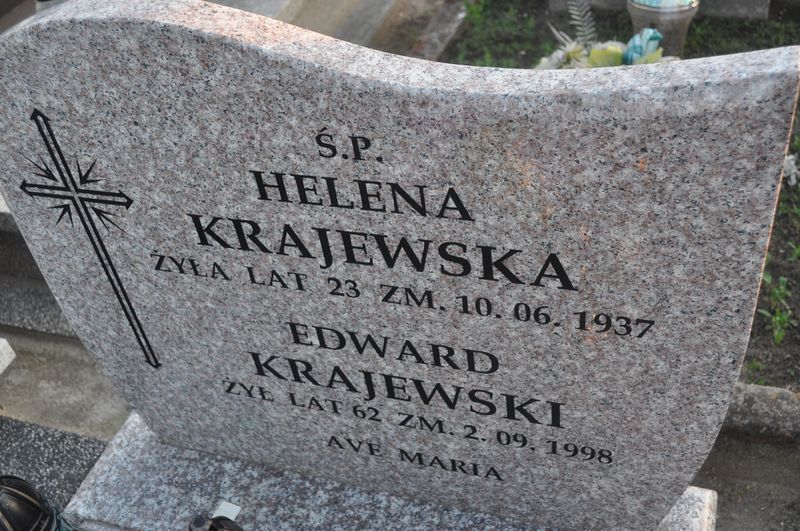 Ś.P.
HELENA
KRAJEWSKA
ŻYŁA LAT 23 ZM. 10. 06. 1937
EDWARD
KRAJEWSKI
ŻYŁ LAT 62 ZM. 2. 09. 1998
AVE MARIA